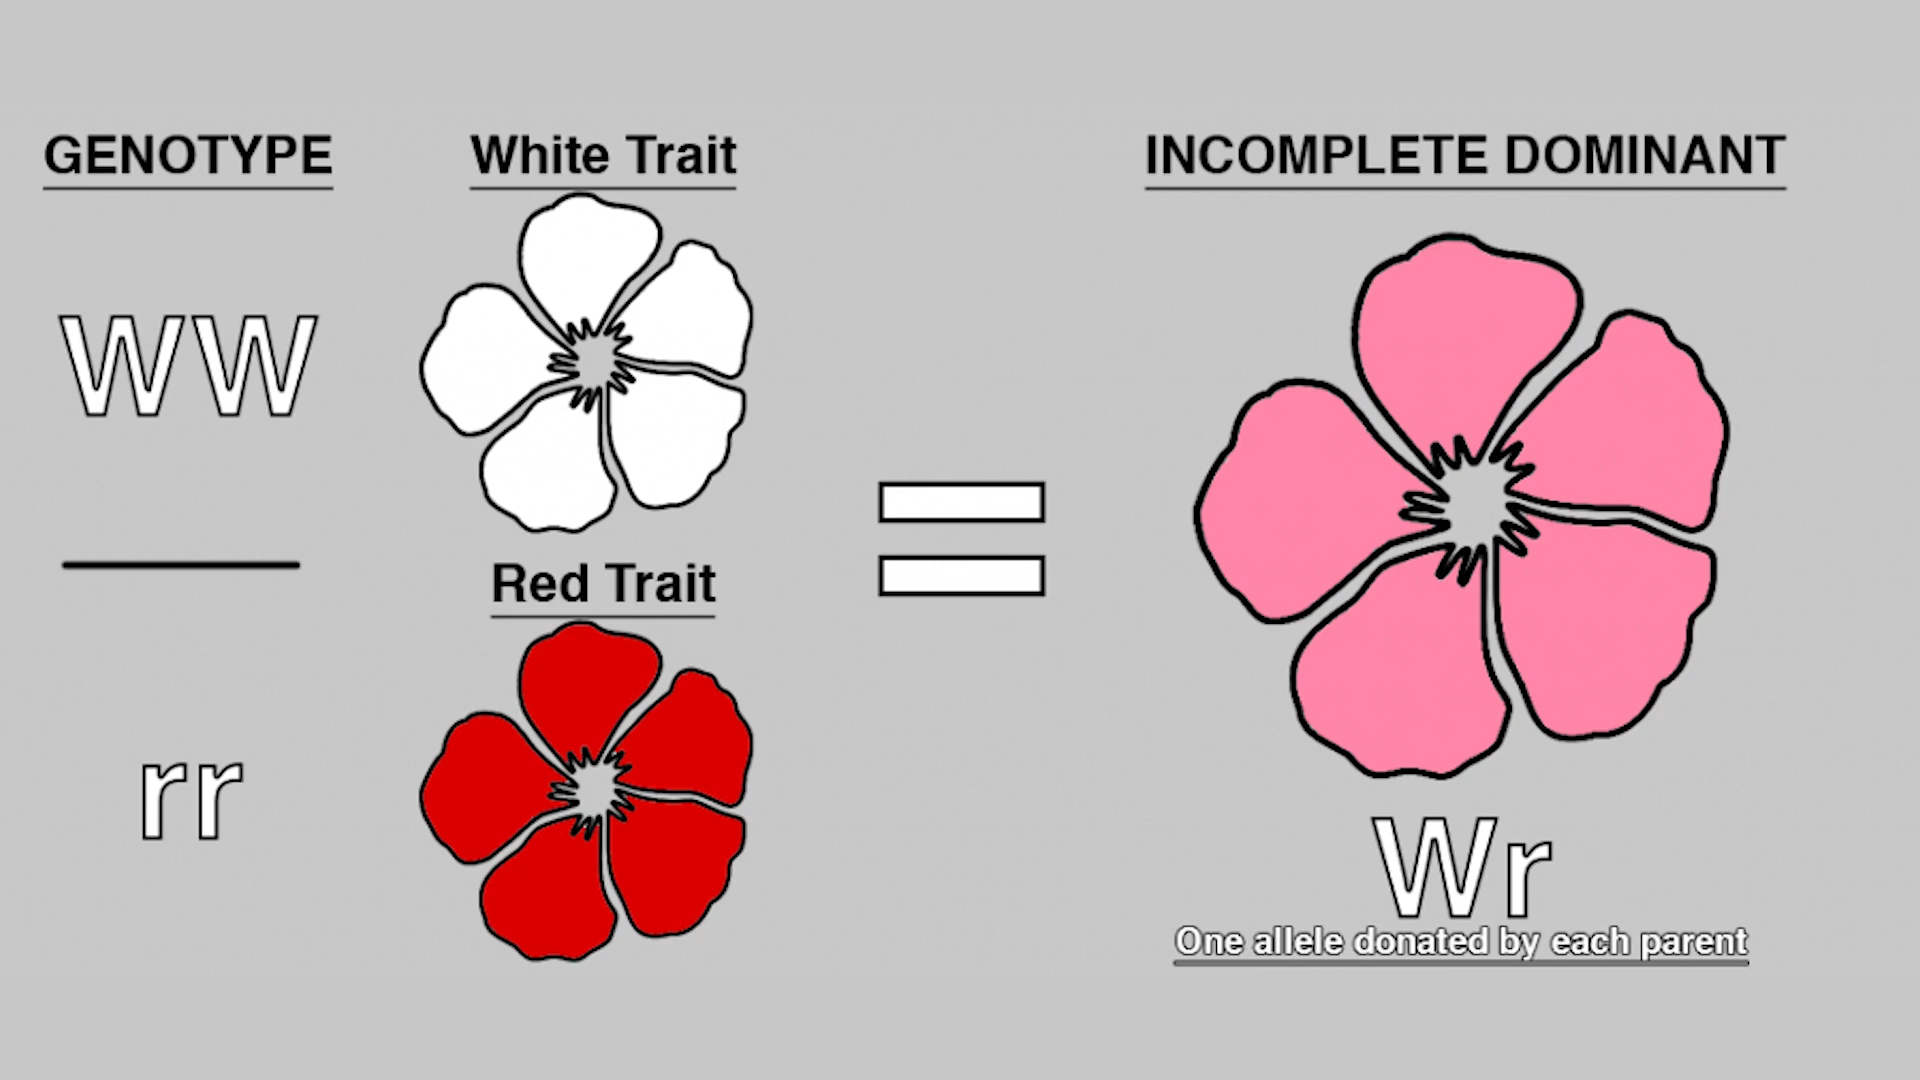 GENOTYPE
White Trait
INCOMPLETE DOMINANT
WW
Red Trait
rr
Wr
One allele donated by each parent